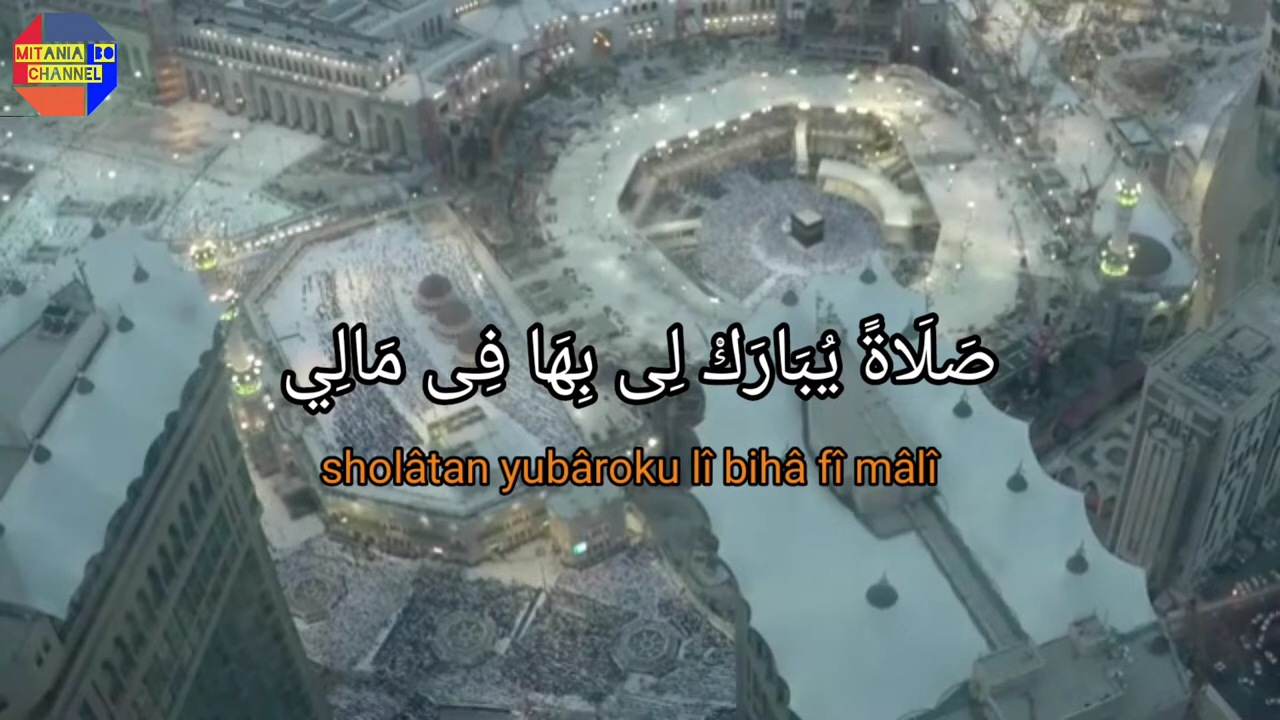 MITANIA BO
CHANNEL
صَلَاةً يُبَارَكْ لِى بِهَا فِى مَالِي
sholâtan yubâroku lî bihâ fî mâlî